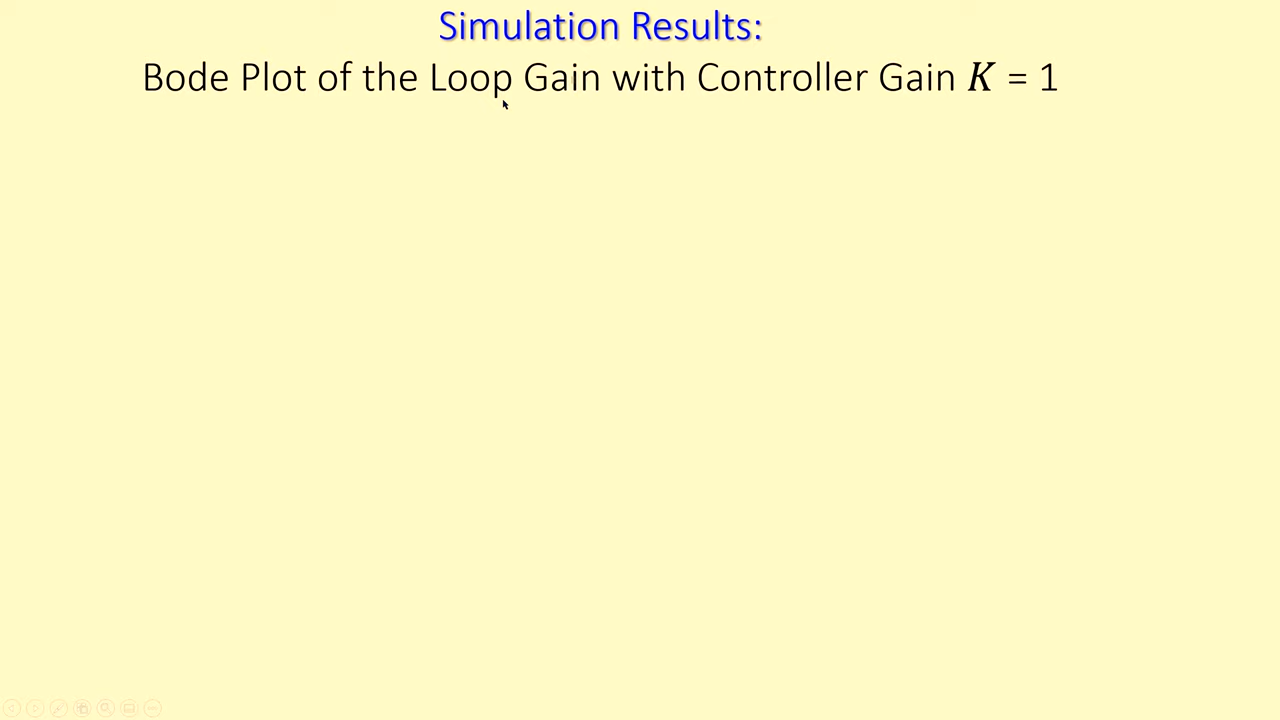 Simulation Results:
Bode Plot of the Loop Gain with Controller Gain K = 1